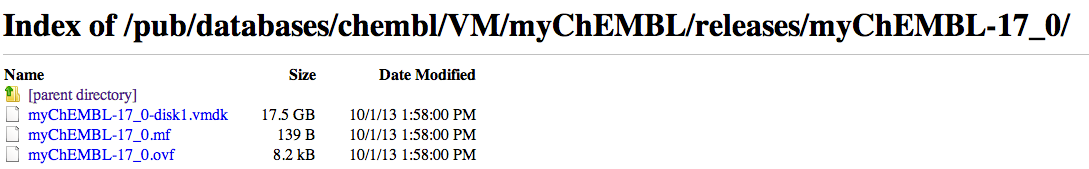 Index of /pub/databases/chembl/VM/myChEMBL/releases/myChEMBL-17_0/
Name Size Date Modified
[parent directory]
myChEMBL-17_0-disk1.vmdk 17.5 GB 10/1/13 1:58:00 PM
myChEMBL-17_0.mf 139 B 10/1/13 1:58:00 PM
myChEMBL-17_0.ovf 8.2 kB 10/1/13 1:58:00 PM